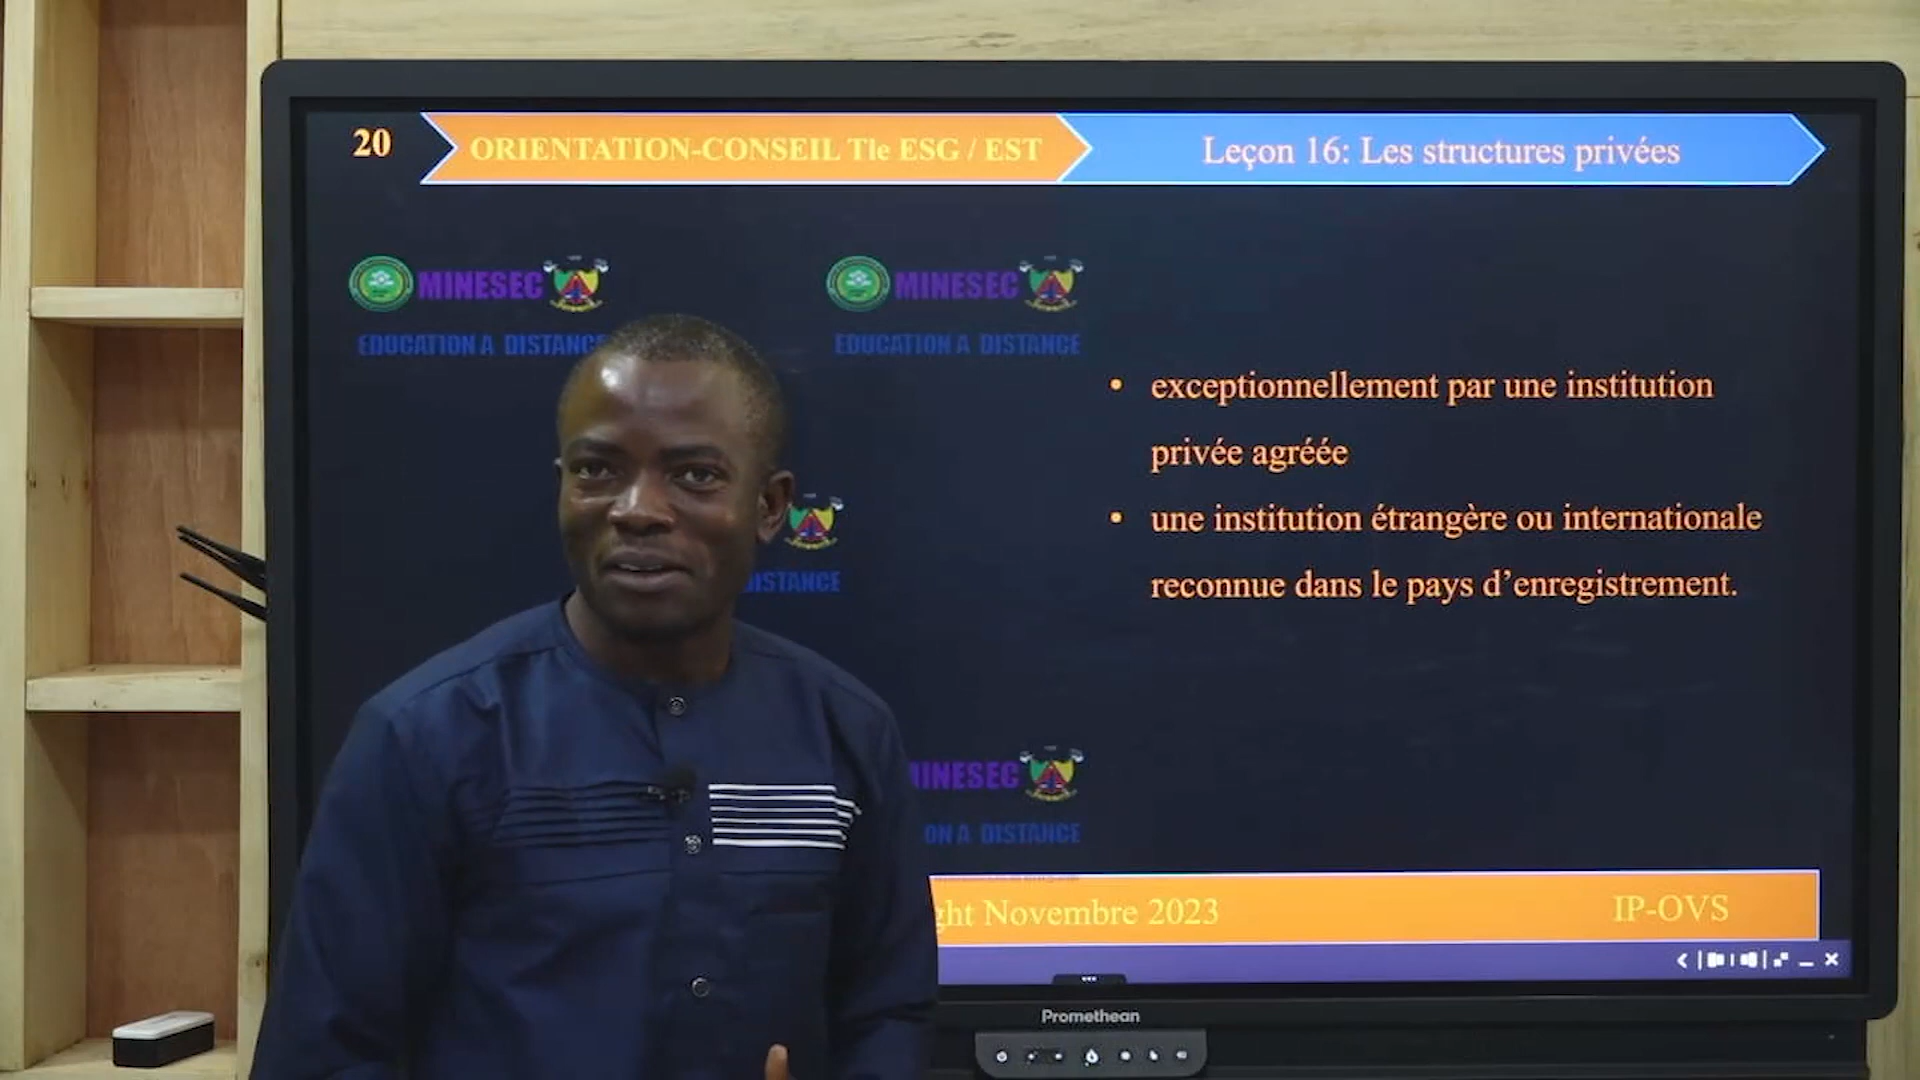 20
ORIENTATION-CONSEIL Tle ESG / EST
Leçon 16: Les structures privées
MINESEC
EDUCATION A DISTANCE
MINESEC
EDUCATION A DISTANCE
• exceptionnellement par une institution
privée agréée
• une institution étrangère ou internationale
reconnue dans le pays d’enregistrement.
DISTANCE
MINESEC
ON A DISTANCE
ght Novembre 2023
IP-OVS
Promethean